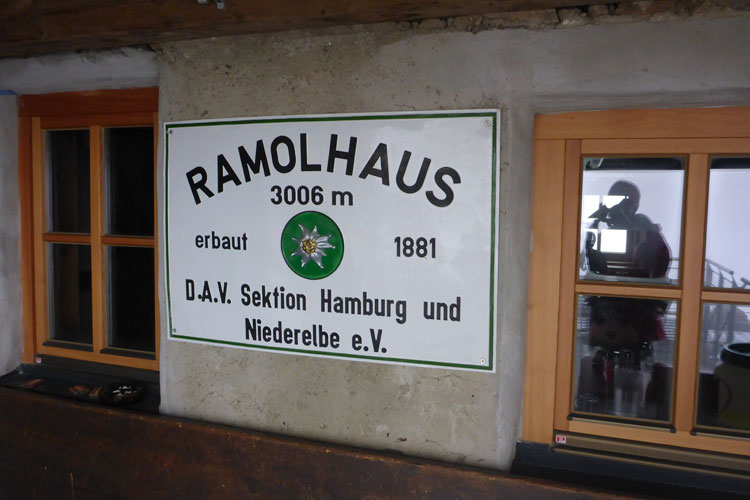 RAMOLHAUS
3006 m
erbaut 1881
D.A.V. Sektion Hamburg und
Niederelbe e.V.